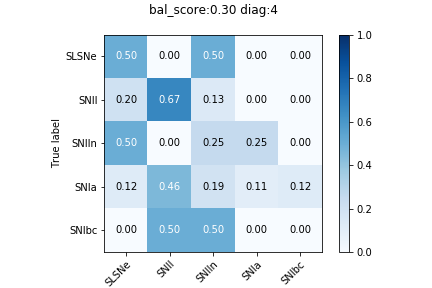 bal_score:0.30 diag:4
SLSNe 0.50 0.00 0.50 0.00 0.00
SNII 0.20 0.67 0.13 0.00 0.00
SNIIn 0.50 0.00 0.25 0.25 0.00
SNIa 0.12 0.46 0.19 0.11 0.12
SNIbc 0.00 0.50 0.50 0.00 0.00
SLSNe SNII SNIIn SNIa SNIbc
True label
1.0
0.8
0.6
0.4
0.2
0.0